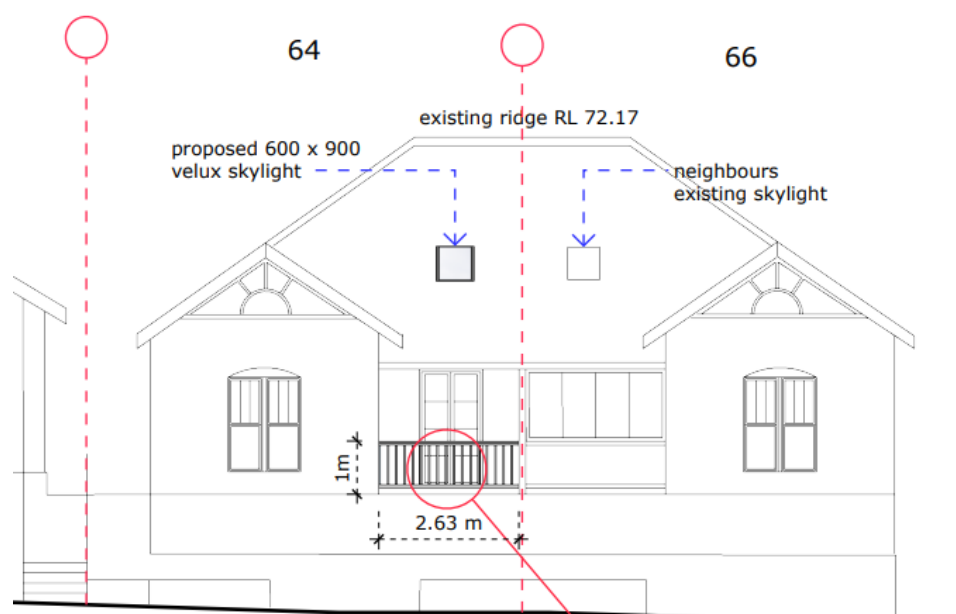 64
66
existing ridge RL 72.17
proposed 600 x 900
velux skylight
neighbours
existing skylight
1m
2.63 m